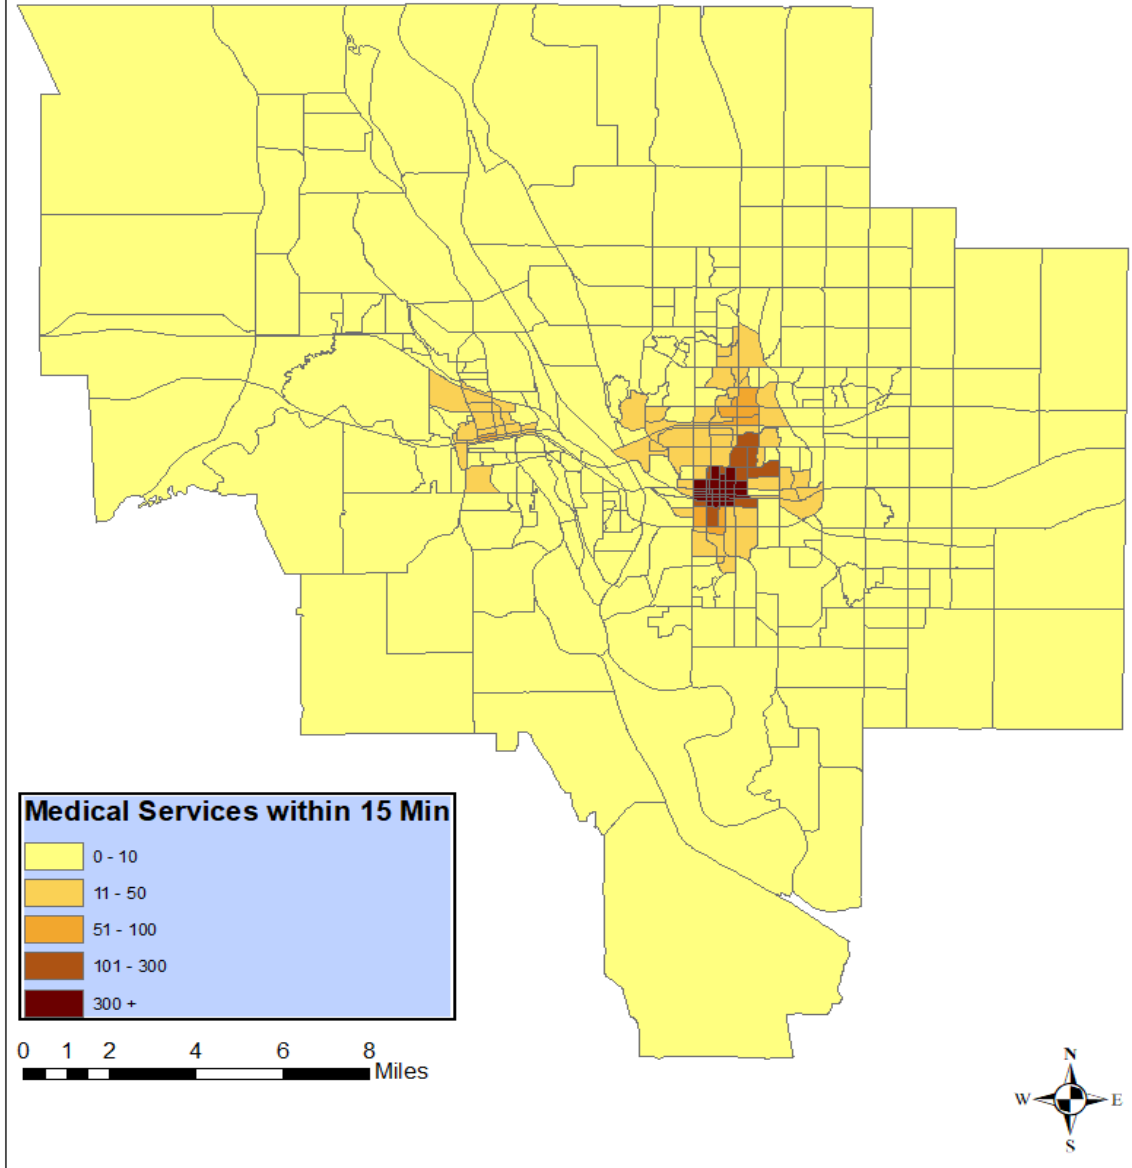 Medical Services within 15 Min
0 - 10
11 - 50
51 - 100
101 - 300
300 +
0 1 2 4 6 8
Miles
N
W E
S